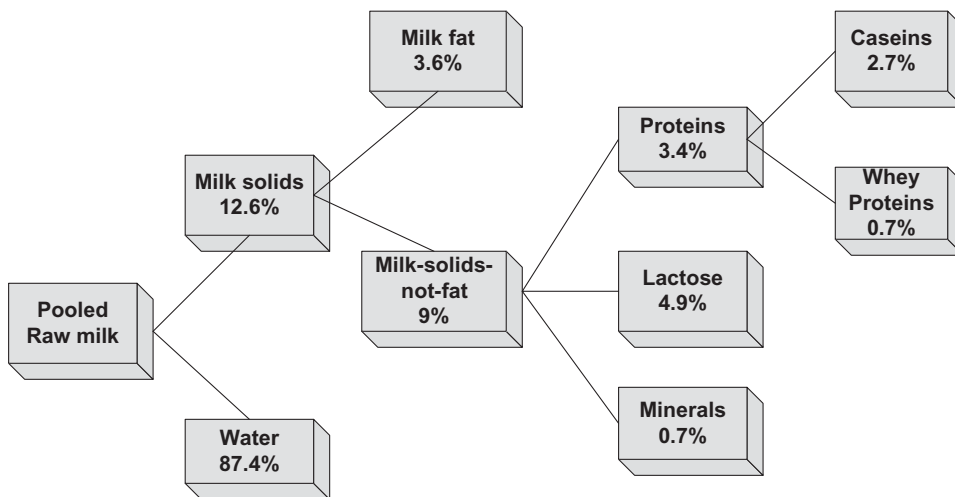 Milk fat
3.6%
Caseins
2.7%
Proteins
3.4%
Milk solids
12.6%
Whey
Proteins
0.7%
Milk-solids-
not-fat
9%
Lactose
4.9%
Pooled
Raw milk
Minerals
0.7%
Water
87.4%